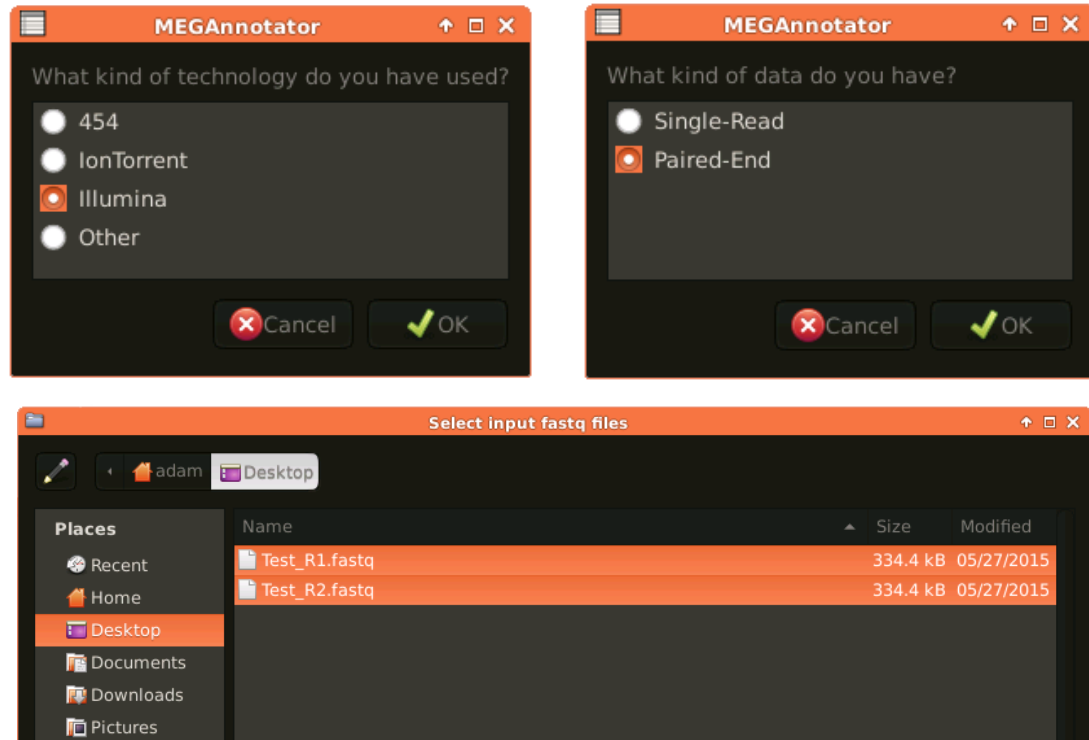 MEGAnnotator
What kind of technology do you have used?
454
IonTorrent
Illumina
Other
Cancel
OK
MEGAnnotator
What kind of data do you have?
Single-Read
Paired-End
Cancel
OK
Select input fastq files
adam Desktop
Places
Recent
Home
Desktop
Documents
Downloads
Pictures
Name Size Modified
Test_R1.fastq 334.4 kB 05/27/2015
Test_R2.fastq 334.4 kB 05/27/2015